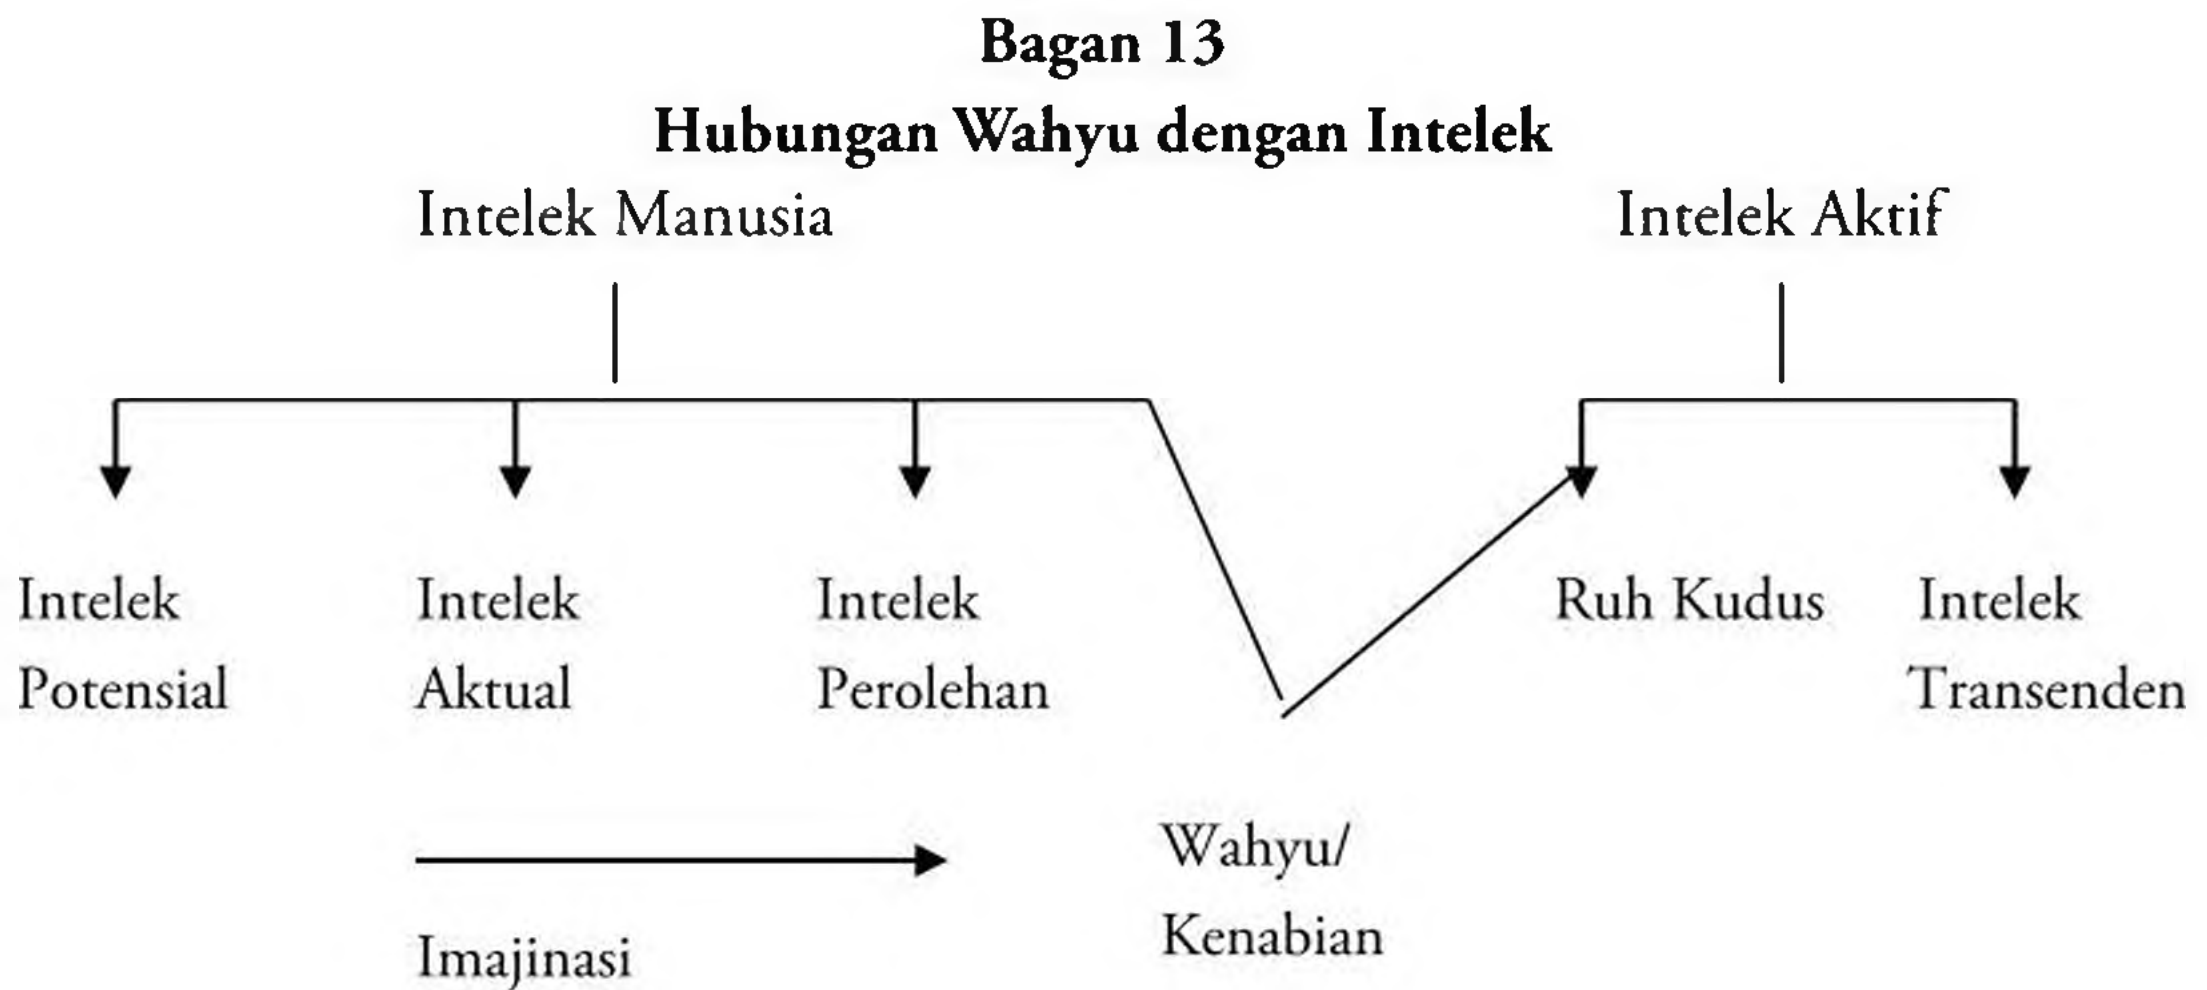 Bagan 13
Hubungan Wahyu dengan Intelek
Intelek Manusia
Intelek Aktif
Intelek
Potensial
Intelek
Aktual
Intelek
Perolehan
Ruh Kudus
Intelek
Transenden
Imajinasi
Wahyu/
Kenabian